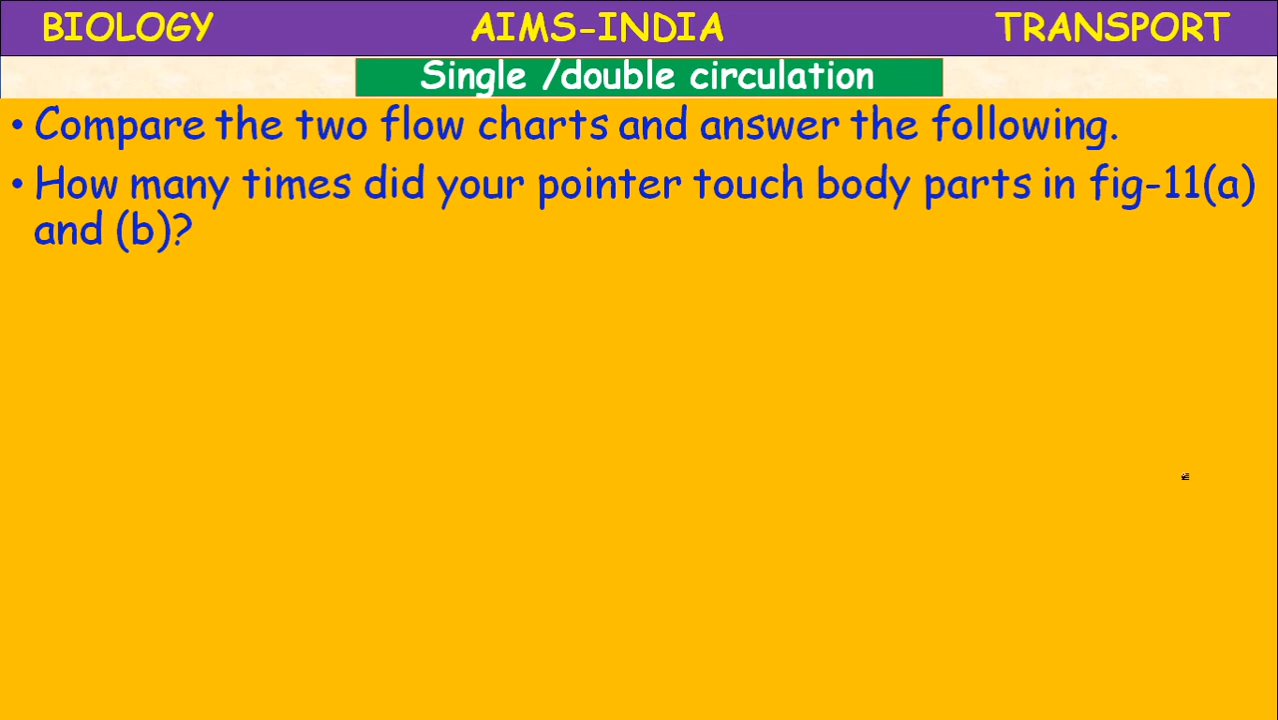 BIOLOGY AIMS-INDIA TRANSPORT
Single /double circulation
• Compare the two flow charts and answer the following.
• How many times did your pointer touch body parts in fig-11(a)
and (b)?